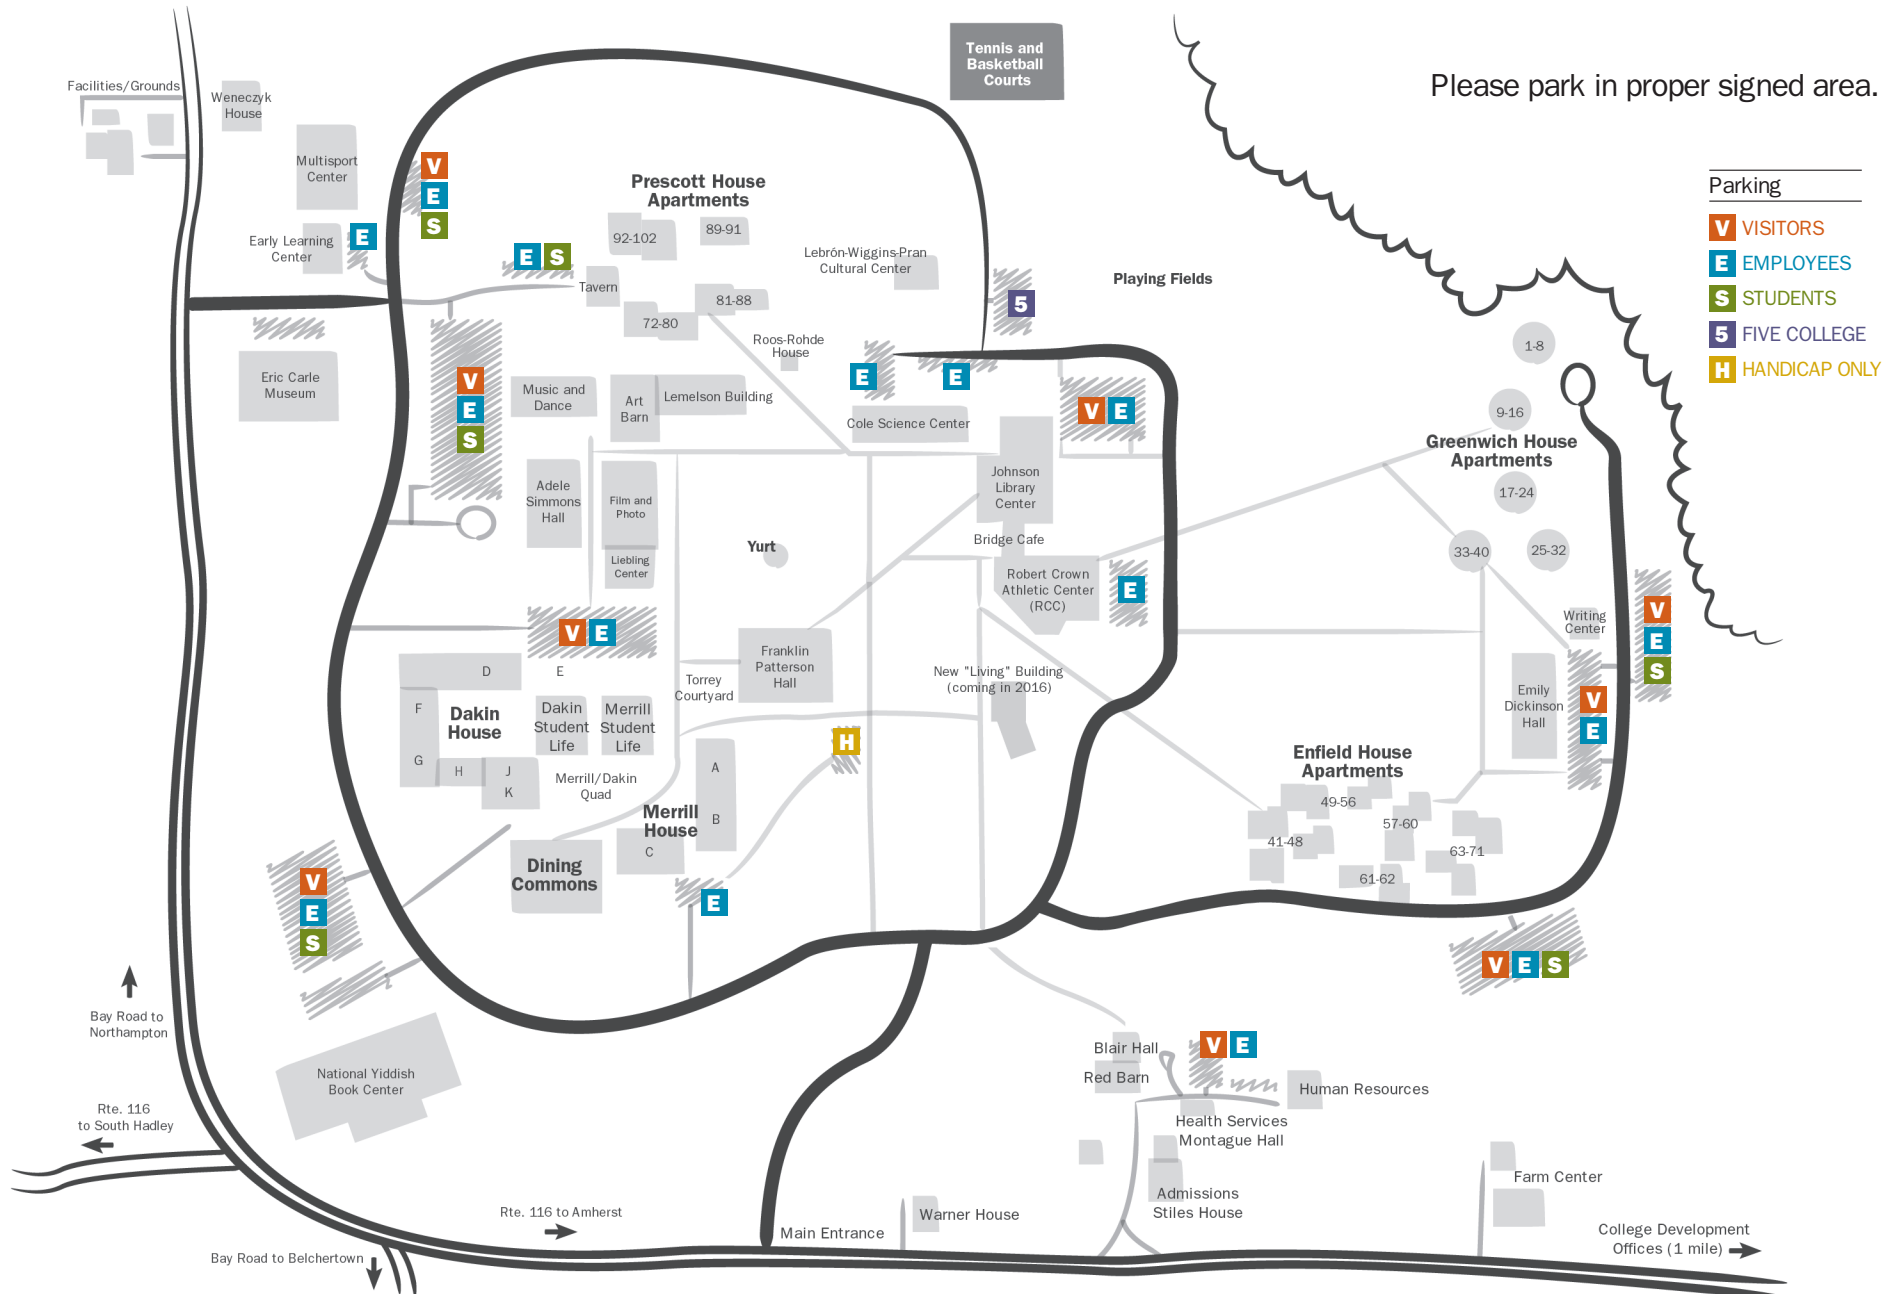 Tennis and
Basketball
Courts
Please park in proper signed area.
Facilities/Grounds
Weneczyk
House
Multisport
Center
Early Learning
Center
E
V
E
S
E S
Tavern
Prescott House
Apartments
92-102
89-91
81-88
72-80
Lebrón-Wiggins-Pran
Cultural Center
Roos-Rohde
House
5
Playing Fields
Parking
V VISITORS
E EMPLOYEES
S STUDENTS
5 FIVE COLLEGE
H HANDICAP ONLY
Eric Carle
Museum
V
E
S
Music and
Dance
Art
Barn
Lemelson Building
E
E
Cole Science Center
V E
Johnson
Library
Center
Bridge Cafe
Robert Crown
Athletic Center
(RCC)
E
Adele
Simmons
Hall
Film and
Photo
Liebling
Center
Yurt
V E
1-8
9-16
Greenwich House
Apartments
17-24
33-40
25-32
Writing
Center
V
E
S
Emily
Dickinson
Hall
V
E
D
E
F
G
H
J
K
Dakin
House
Dakin
Student
Life
Merrill
Student
Life
Merrill/Dakin
Quad
Torrey
Courtyard
Franklin
Patterson
Hall
New "Living" Building
(coming in 2016)
H
A
B
C
Merrill
House
Dining
Commons
E
Enfield House
Apartments
49-56
57-60
41-48
63-71
61-62
V E S
V
E
S
Bay Road to
Northampton
National Yiddish
Book Center
Rte. 116
to South Hadley
Bay Road to Belchertown
Rte. 116 to Amherst
Main Entrance
Warner House
Blair Hall
Red Barn
V E
Human Resources
Health Services
Montague Hall
Admissions
Stiles House
Farm Center
College Development
Offices (1 mile)